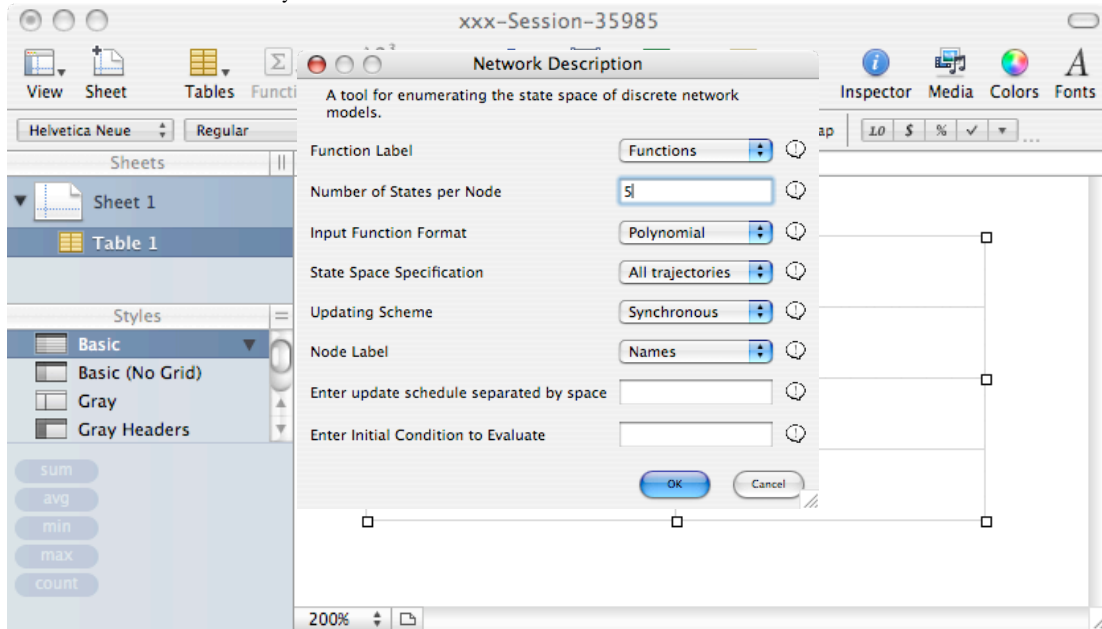 xxx-Session-35985
View Sheet Tables Functi
Inspector Media Colors Fonts
Helvetica Neue Regular
1.0 $ % ...
Sheets
Sheet 1
Table 1
Styles
Basic
Basic (No Grid)
Gray
Gray Headers
sum
avg
min
max
count
Network Description
A tool for enumerating the state space of discrete network
models.
Function Label Functions
Number of States per Node 5
Input Function Format Polynomial
State Space Specification All trajectories
Updating Scheme Synchronous
Node Label Names
Enter update schedule separated by space
Enter Initial Condition to Evaluate
OK Cancel
200%